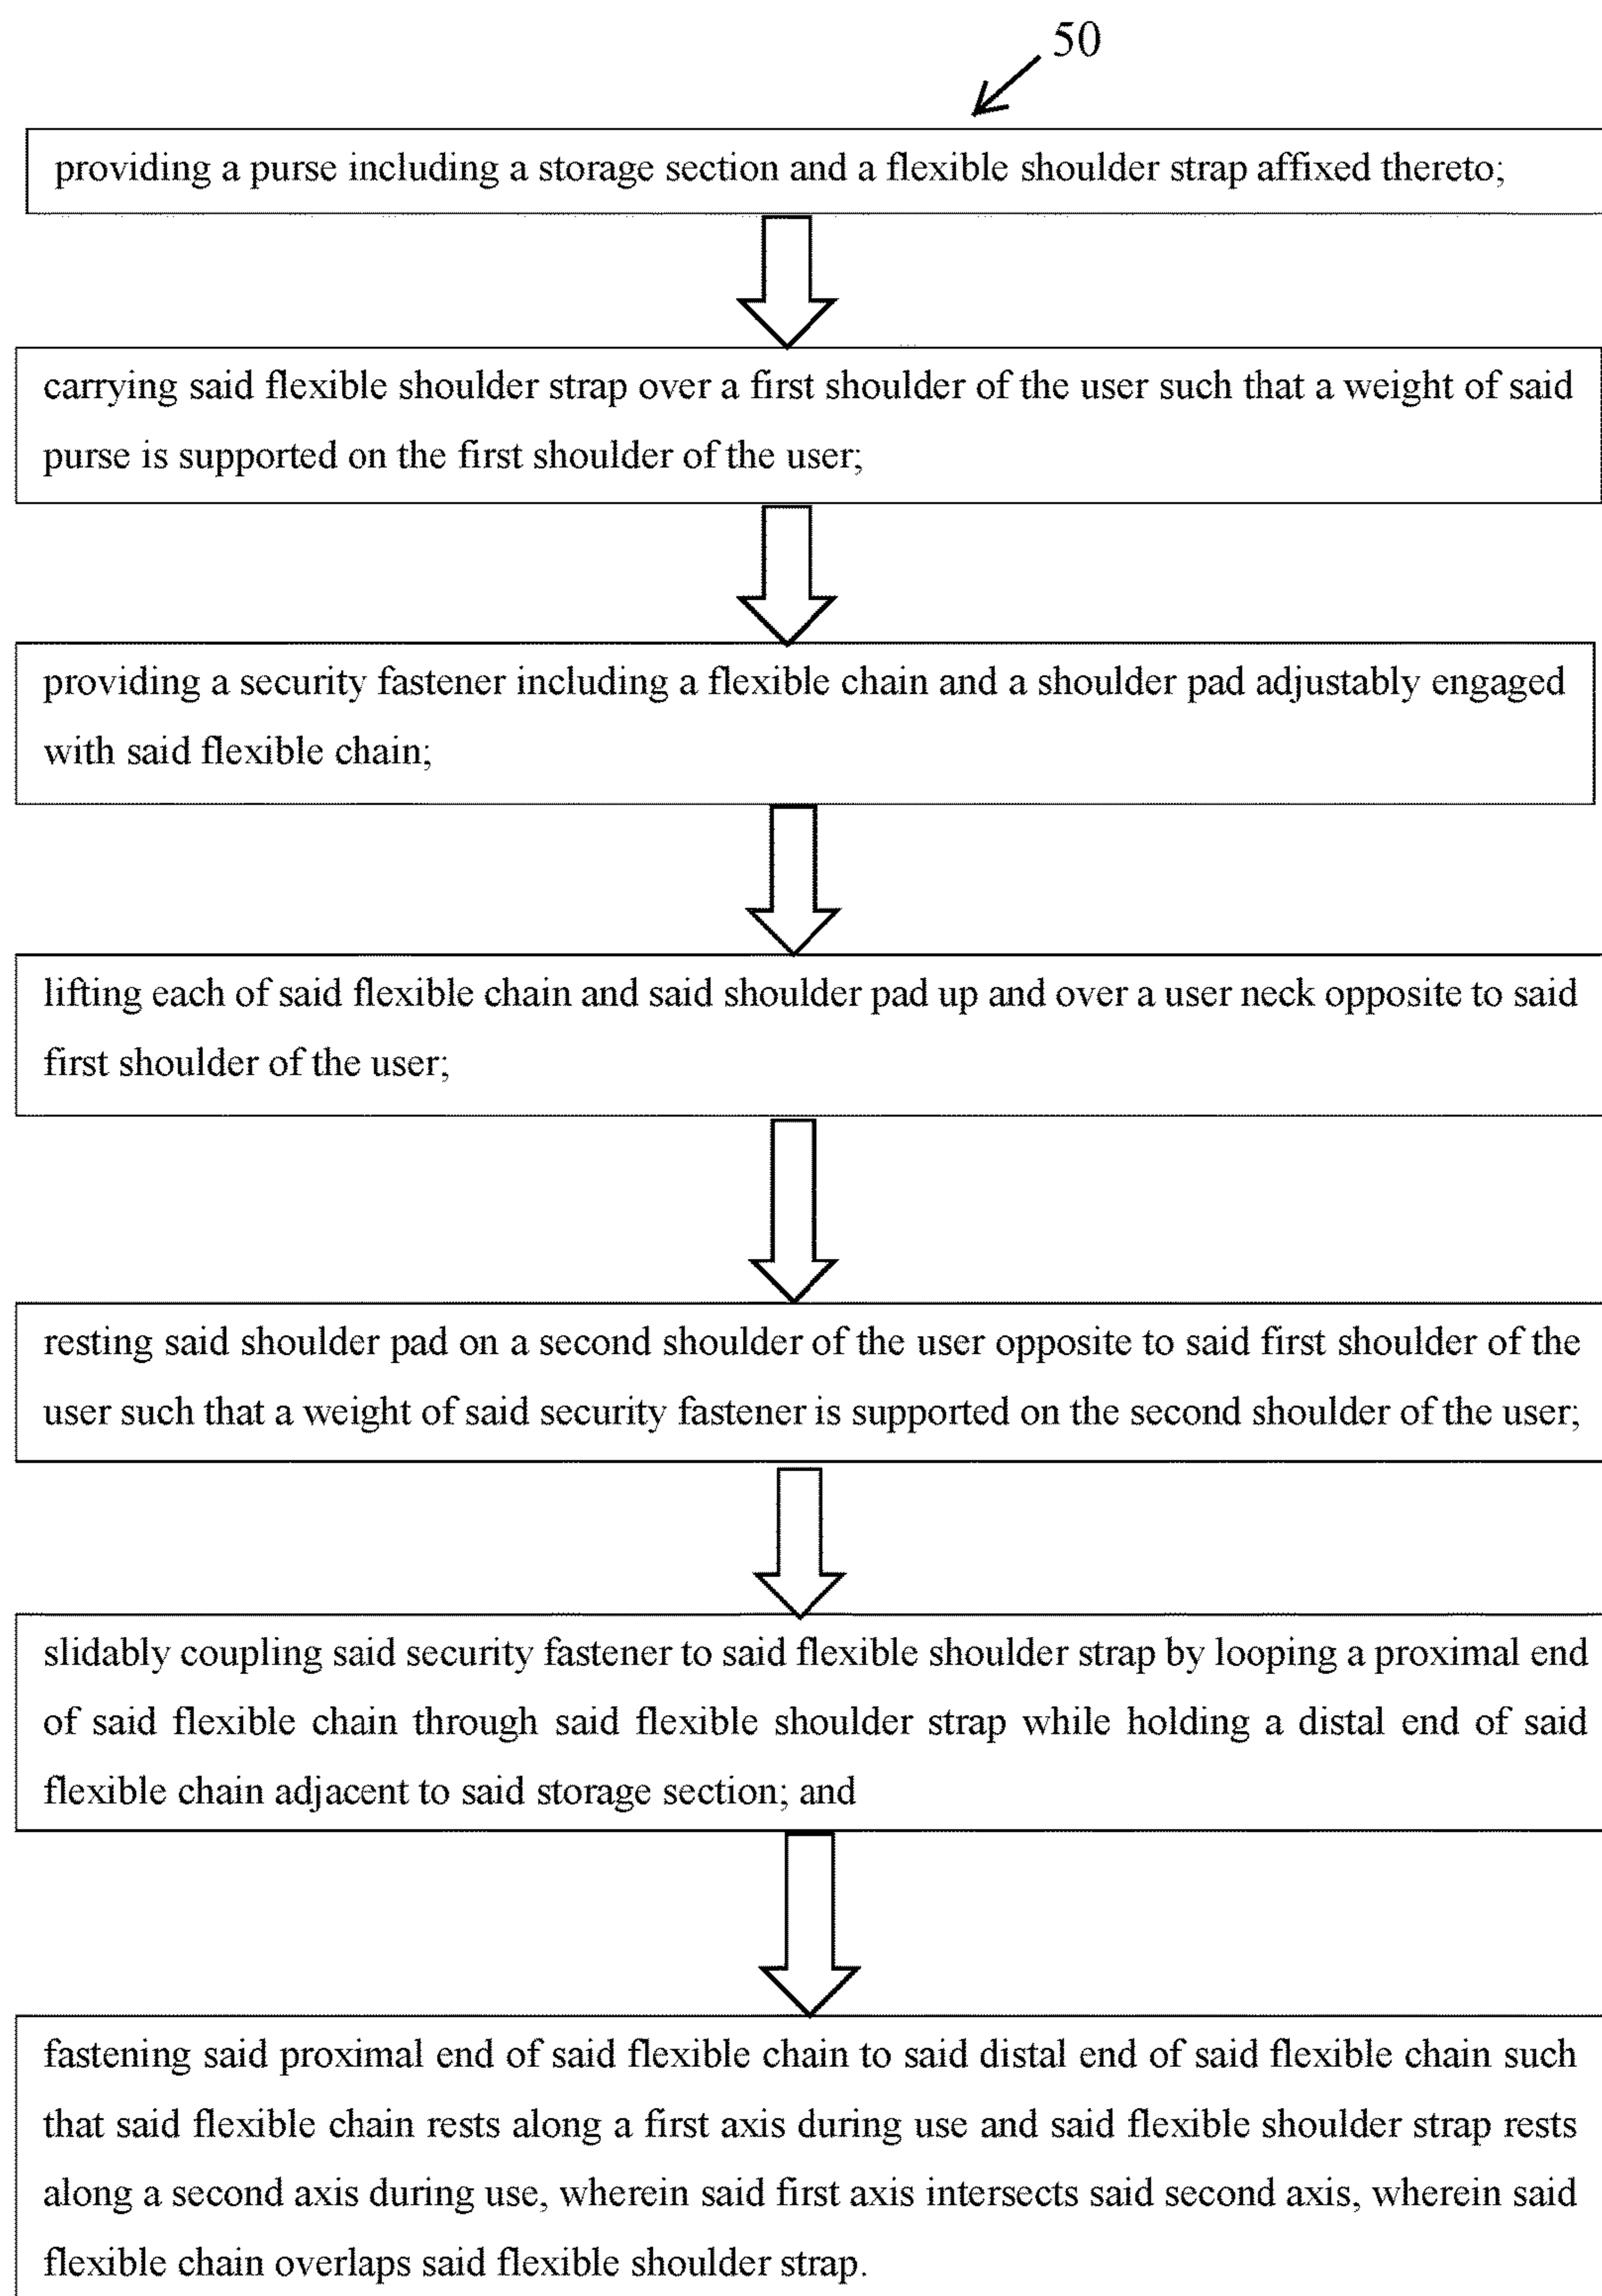 50
providing a purse including a storage section and a flexible shoulder strap affixed thereto;
carrying said flexible shoulder strap over a first shoulder of the user such that a weight of said
purse is supported on the first shoulder of the user;
providing a security fastener including a flexible chain and a shoulder pad adjustably engaged
with said flexible chain;
lifting each of said flexible chain and said shoulder pad up and over a user neck opposite to said
first shoulder of the user;
resting said shoulder pad on a second shoulder of the user opposite to said first shoulder of the
user such that a weight of said security fastener is supported on the second shoulder of the user;
slidably coupling said security fastener to said flexible shoulder strap by looping a proximal end
of said flexible chain through said flexible shoulder strap while holding a distal end of said
flexible chain adjacent to said storage section; and
fastening said proximal end of said flexible chain to said distal end of said flexible chain such
that said flexible chain rests along a first axis during use and said flexible shoulder strap rests
along a second axis during use, wherein said first axis intersects said second axis, wherein said
flexible chain overlaps said flexible shoulder strap.